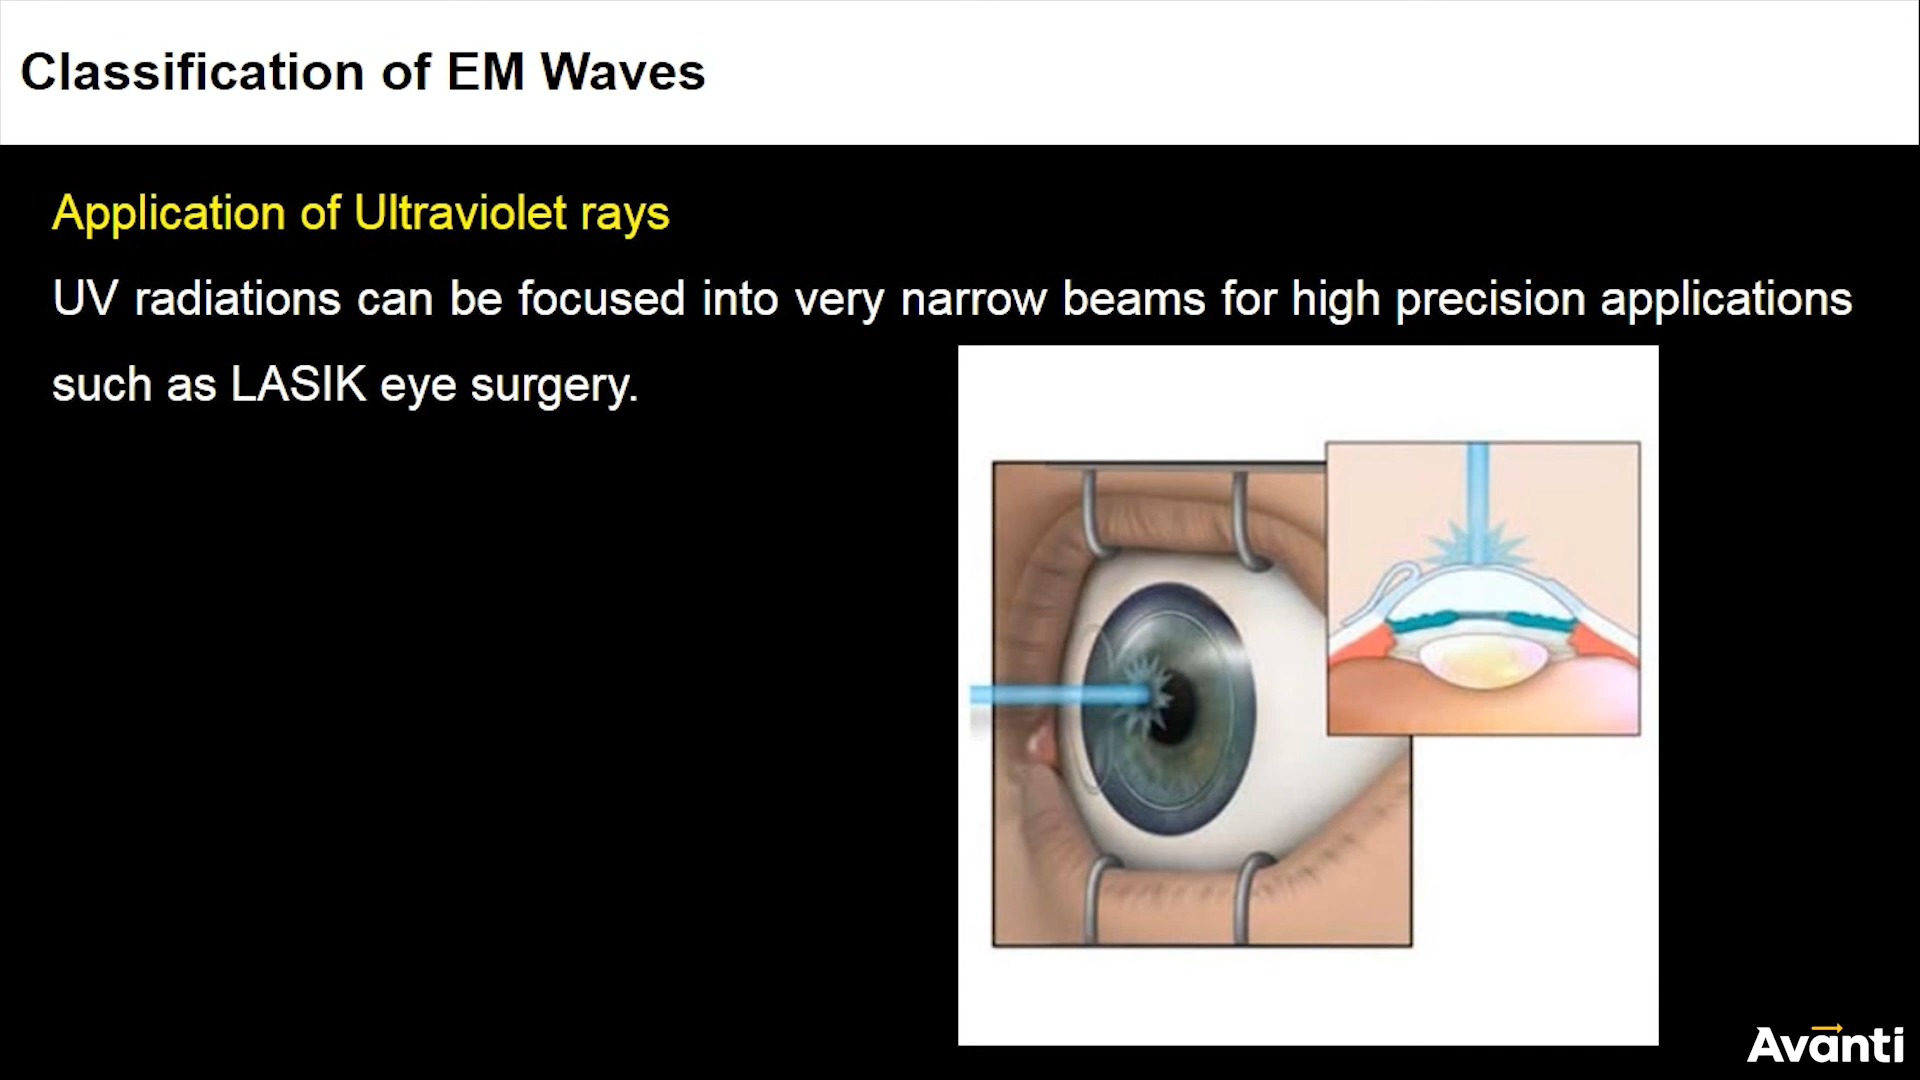 Classification of EM Waves
Application of Ultraviolet rays
UV radiations can be focused into very narrow beams for high precision applications
such as LASIK eye surgery.
Avanti